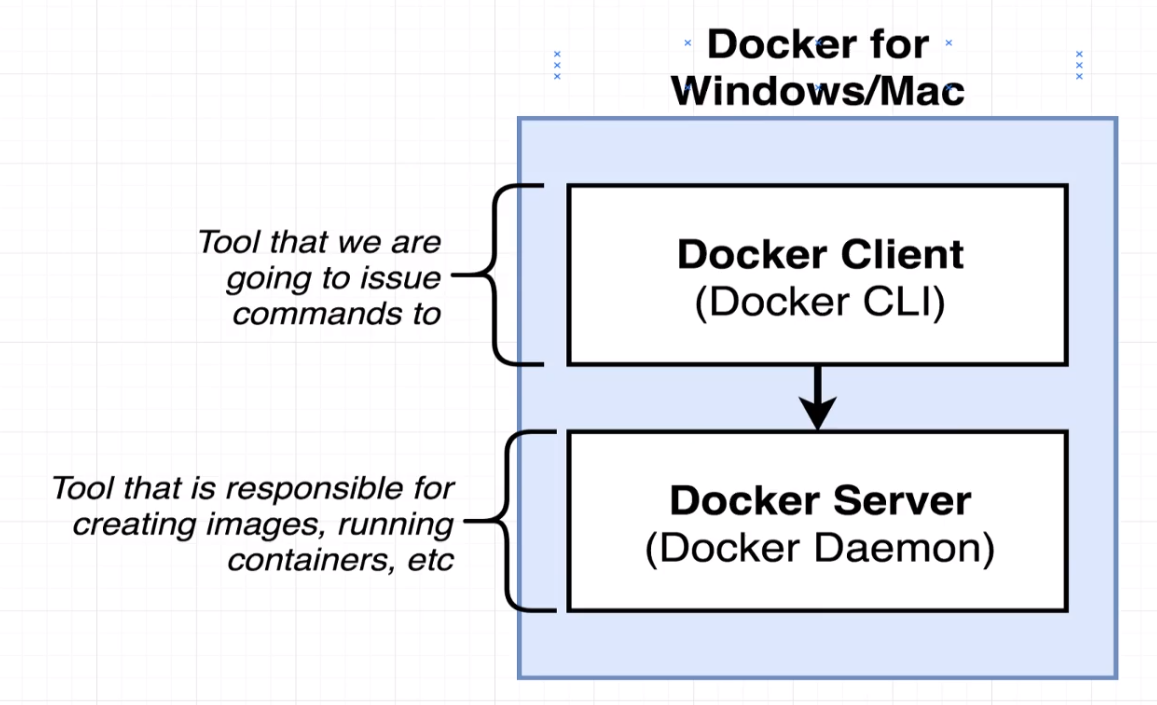 Docker for
Windows/Mac
Tool that we are
going to issue
commands to
Docker Client
(Docker CLI)
Tool that is responsible for
creating images, running
containers, etc
Docker Server
(Docker Daemon)